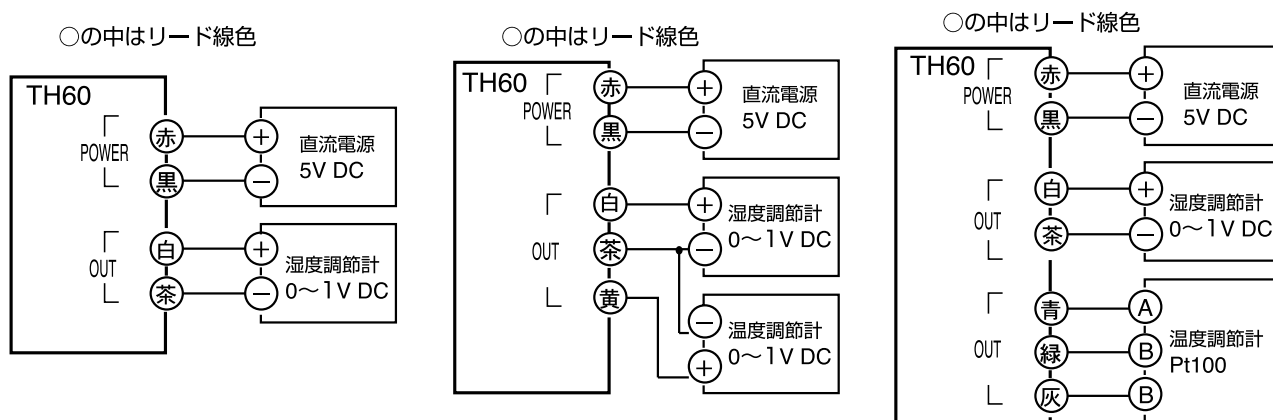 ○の中はリード線色
TH60
POWER
赤
+
黒
−
直流電源
5V DC
OUT
白
+
茶
−
湿度調節計
0〜1V DC
○の中はリード線色
TH60
POWER
赤
+
黒
−
直流電源
5V DC
OUT
白
+
茶
−
黄
湿度調節計
0〜1V DC
−
+
温度調節計
0〜1V DC
○の中はリード線色
TH60
POWER
赤
+
黒
−
直流電源
5V DC
OUT
白
+
茶
−
湿度調節計
0〜1V DC
OUT
青
A
緑
B
灰
B
温度調節計
Pt100